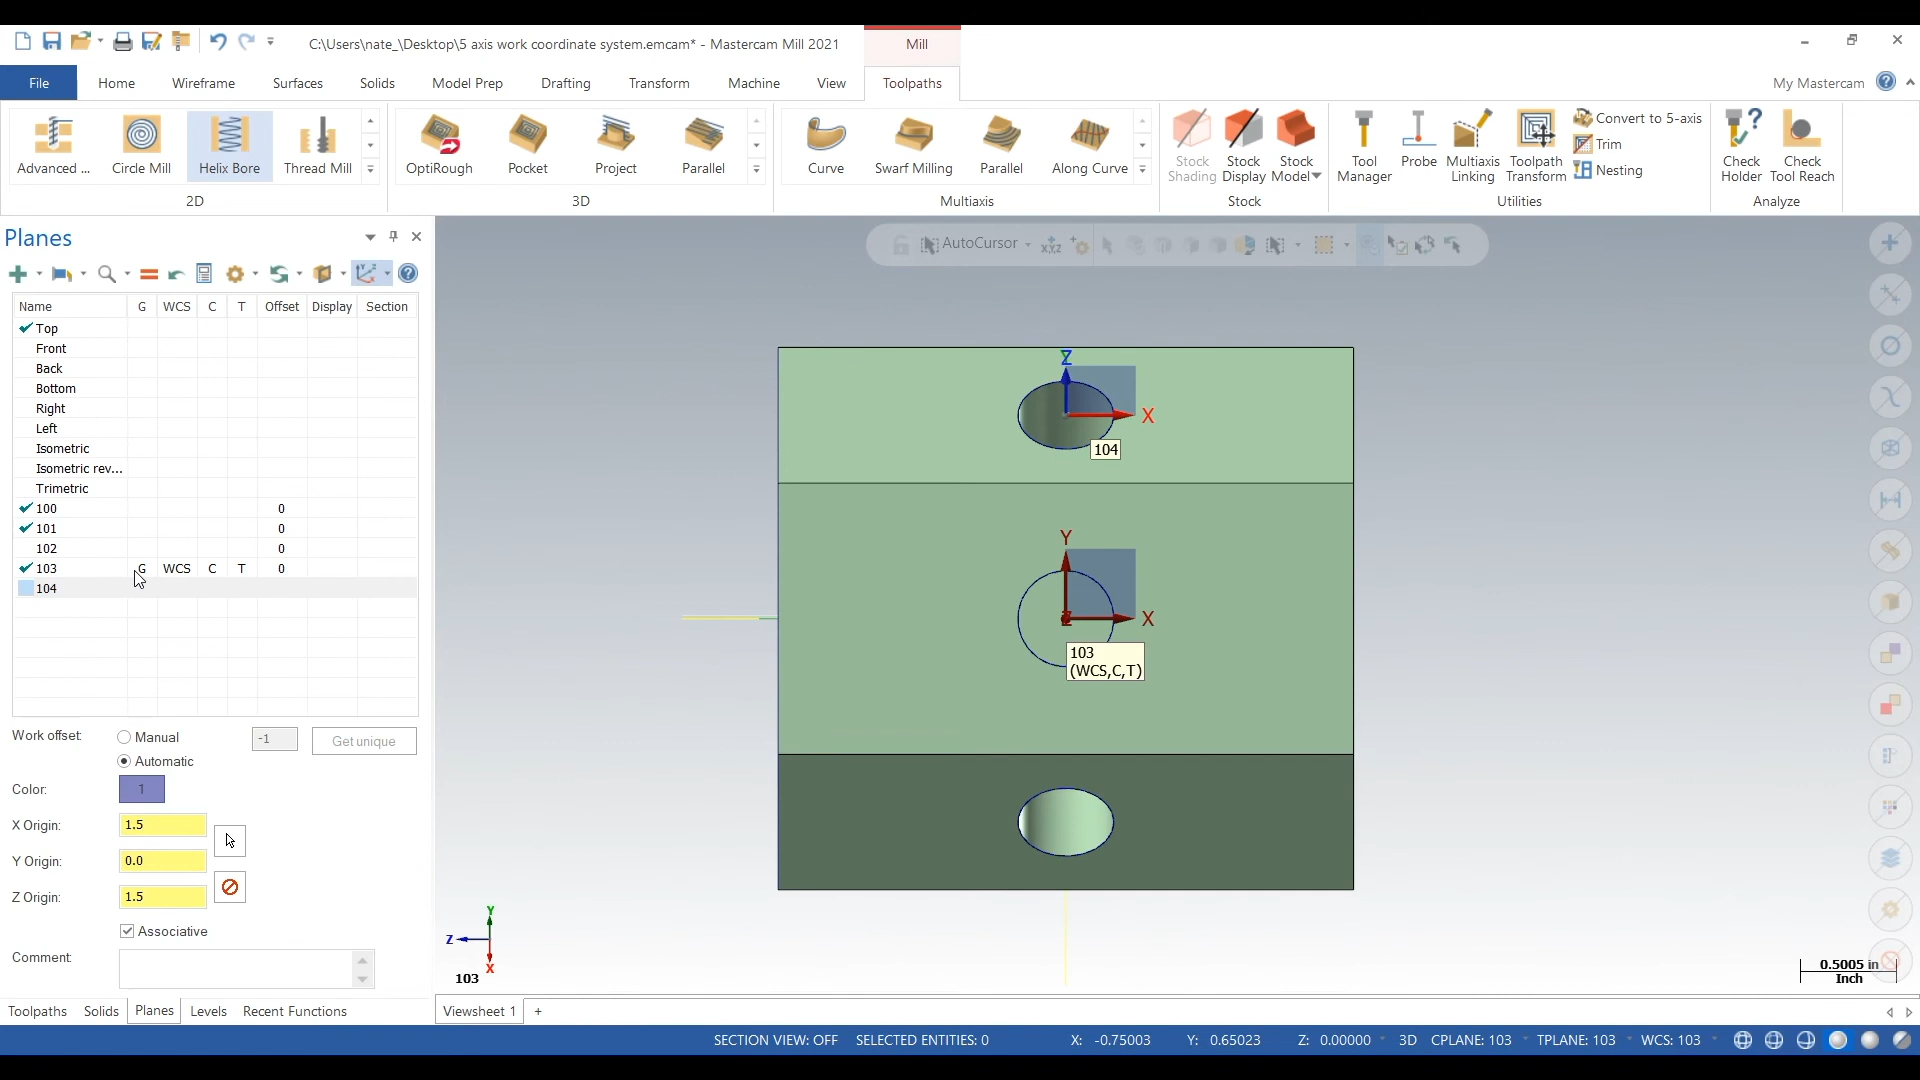 C:\Users\nate_\Desktop\5 axis work coordinate system.emcam* - Mastercam Mill 2021
Mill
File Home Wireframe Surfaces Solids Model Prep Drafting Transform Machine View Toolpaths My Mastercam
Advanced ... Circle Mill Helix Bore Thread Mill
2D
OptiRough Pocket Project Parallel
3D
Curve Swarf Milling Parallel Along Curve
Multiaxis
Stock Shading Stock Display Stock Model
Stock
Tool Manager Probe Multiaxis Linking Toolpath Transform
Convert to 5-axis
Trim
Nesting
Utilities
Check Holder Check Tool Reach
Analyze
Planes
Name G WCS C T Offset Display Section
Top
Front
Back
Bottom
Right
Left
Isometric
Isometric rev...
Trimetric
100 0
101 0
102 0
103 G WCS C T 0
104
Work offset: Manual -1 Get unique
Automatic
Color: 1
X Origin: 1.5
Y Origin: 0.0
Z Origin: 1.5
Associative
Comment:
Toolpaths Solids Planes Levels Recent Functions
AutoCursor
Z
X
104
Y
Z X
103
(WCS,C,T)
Y
Z
X
103
0.5005 in
Inch
Viewsheet 1 +
SECTION VIEW: OFF SELECTED ENTITIES: 0 X: -0.75003 Y: 0.65023 Z: 0.00000 3D CPLANE: 103 TPLANE: 103 WCS: 103